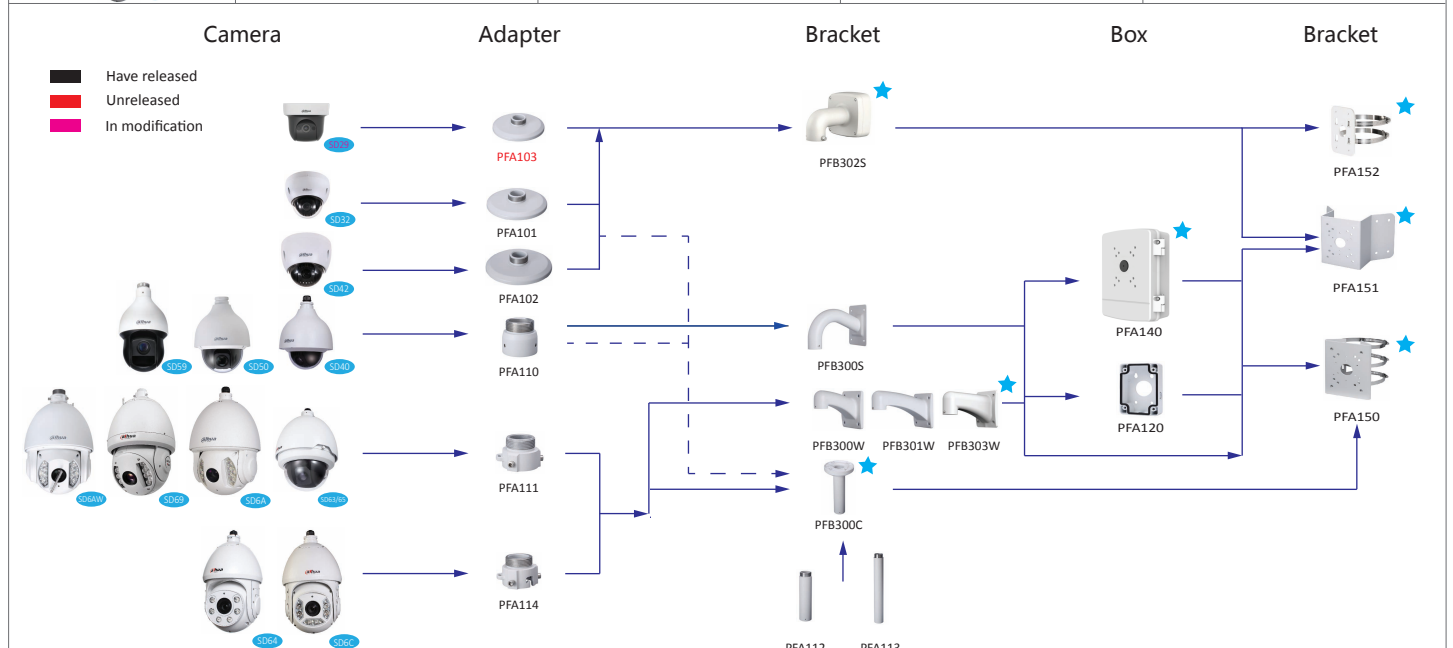 Camera Adapter Bracket Box Bracket
Have released
Unreleased
In modification
SD29
PFA103
PFB302S
PFA152
SD32
PFA101
SD42
PFA102
PFA140
PFA151
SD59 SD50 SD40
PFA110
PFB300S
PFA120
PFA150
PFB300W PFB301W PFB303W
SD6AW SD69 SD6A SD63/65
PFA111
PFB300C
SD64 SD6C
PFA114
PFA112 PFA113